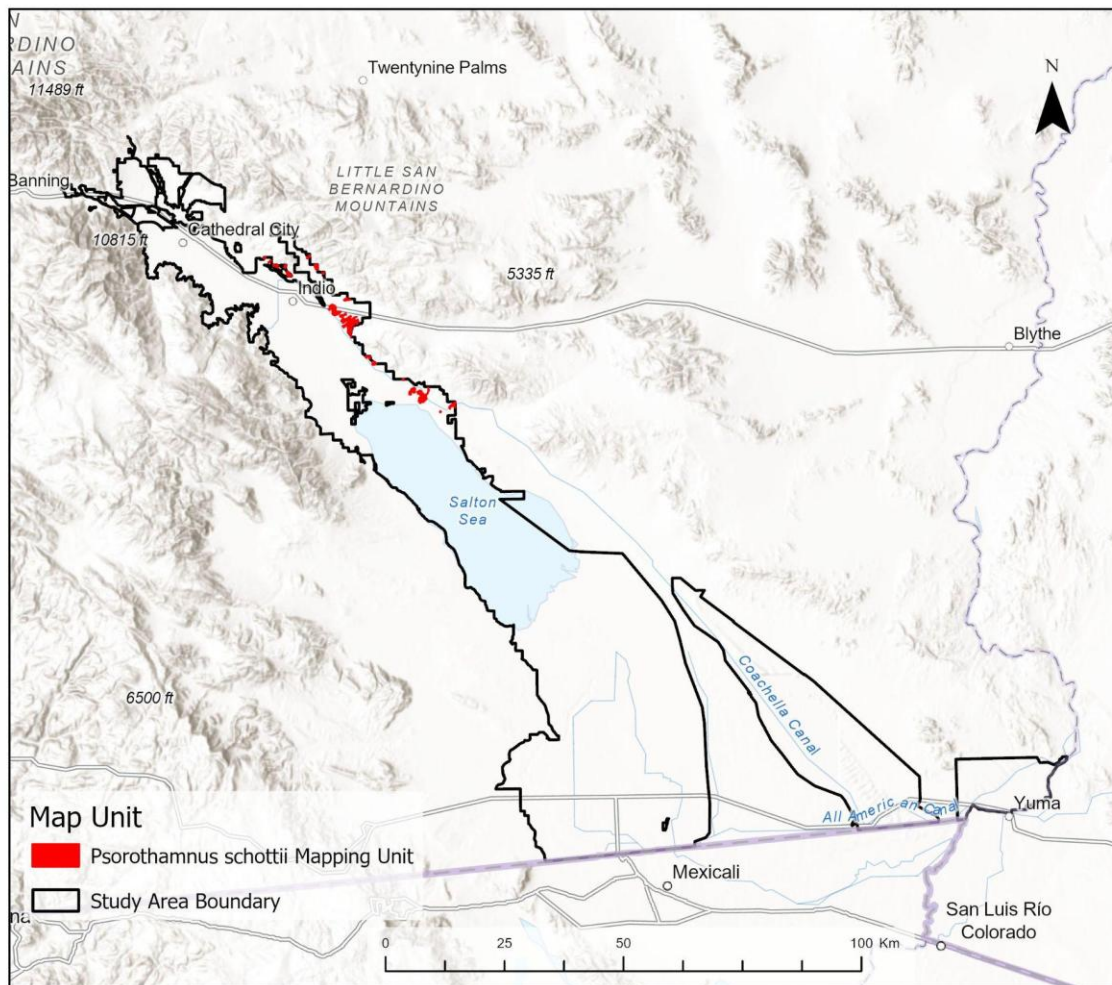 N
RDINO
AINS
11489 ft
Twentynine Palms
N
Banning
LITTLE SAN
BERNARDINO
MOUNTAINS
10815 ft
Cathedral City
5335 ft
Indio
Blythe
Salton
Sea
6500 ft
Coachella Canal
All American Canal
Yuma
Map Unit
Psorothamnus schottii Mapping Unit
Study Area Boundary
Mexicali
na
San Luis Río
Colorado
0 25 50 100 Km